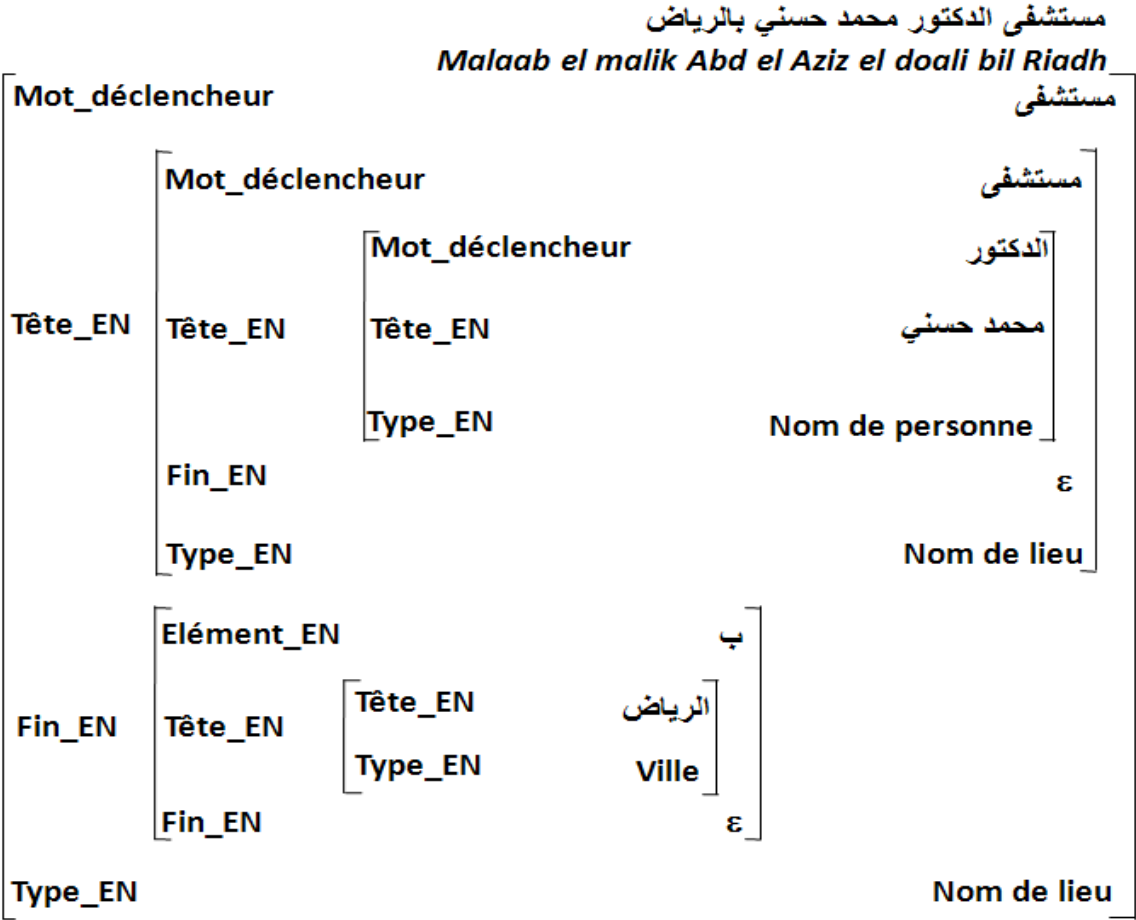 مستشفى الدكتور محمد حسني بالرياض
Malaab el malik Abd el Aziz el doali bil Riadh
Mot_déclencheur مستشفى
Mot_déclencheur مستشفى
Mot_déclencheur الدكتور
Tête_EN Tête_EN Tête_EN محمد حسني
Type_EN Nom de personne
Fin_EN ε
Type_EN Nom de lieu
Elément_EN ب
Tête_EN الرياض
Fin_EN Tête_EN
Type_EN Ville
Fin_EN ε
Type_EN Nom de lieu